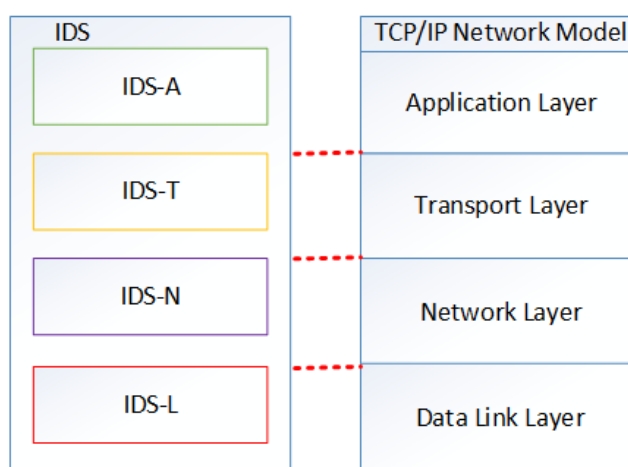 IDS
IDS-A
IDS-T
IDS-N
IDS-L
TCP/IP Network Model
Application Layer
Transport Layer
Network Layer
Data Link Layer